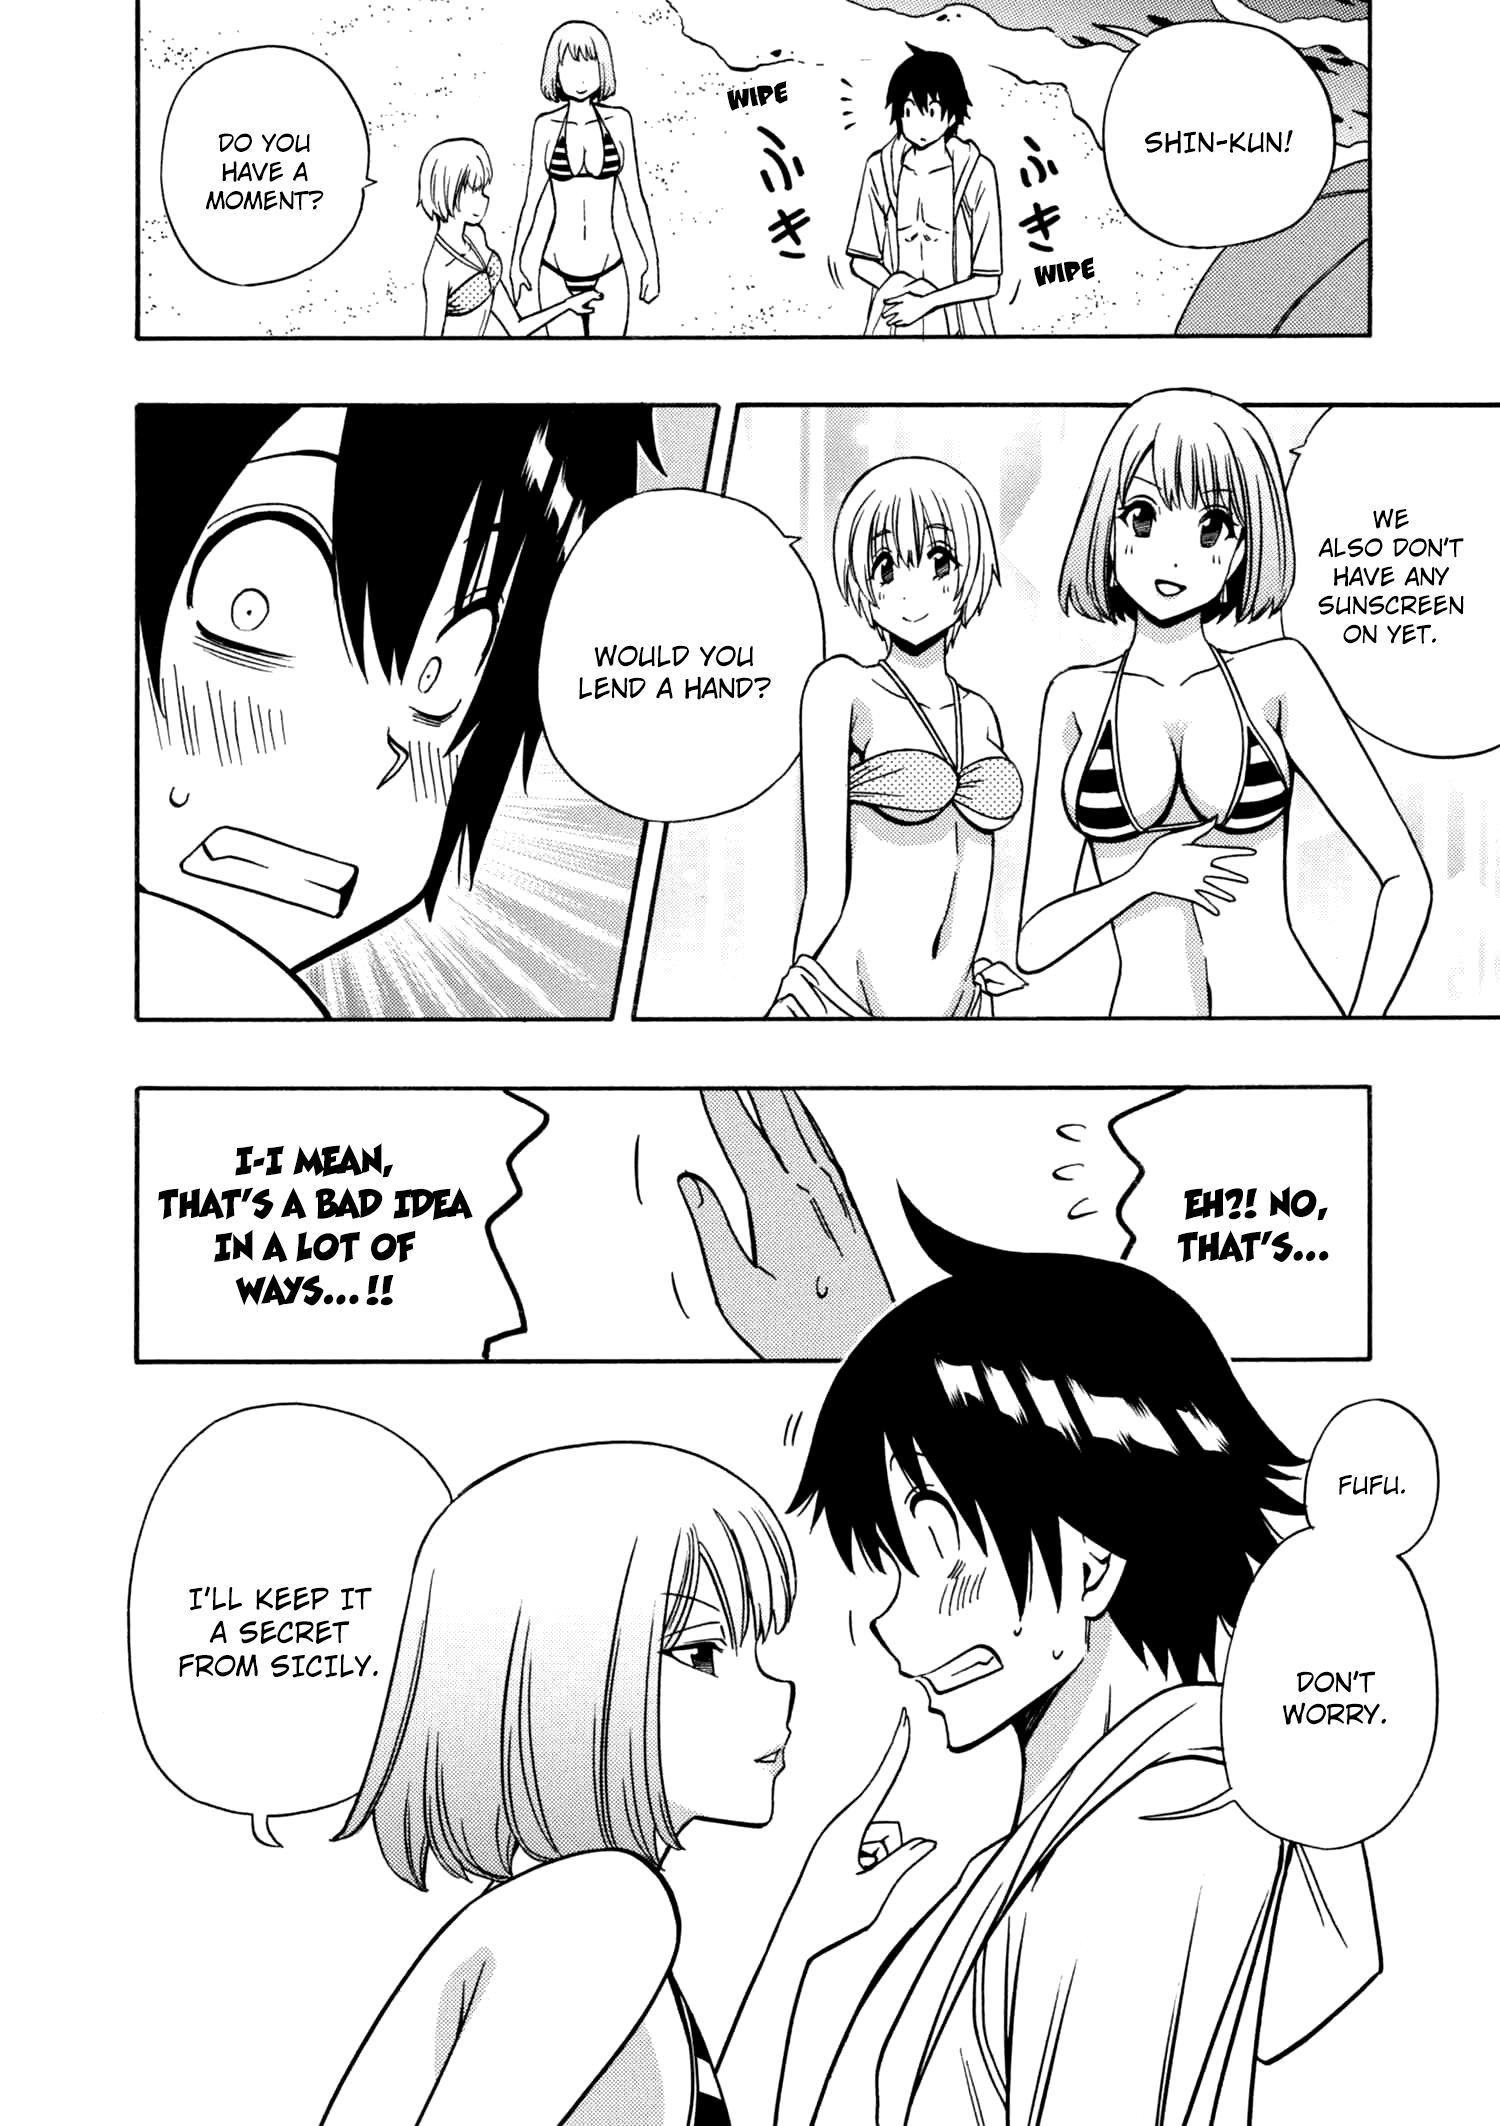 SHIN-KUN!
WIPE
ふき
WIPE
ふき
DO YOU
HAVE A
MOMENT?
WE
ALSO DON'T
HAVE ANY
SUNSCREEN
ON YET.
WOULD YOU
LEND A HAND?
EH?! NO,
THAT'S...
I-I MEAN,
THAT'S A BAD IDEA
IN A LOT OF
WAYS...!!
FUFU.
DON'T
WORRY.
I'LL KEEP IT
A SECRET
FROM SICILY.